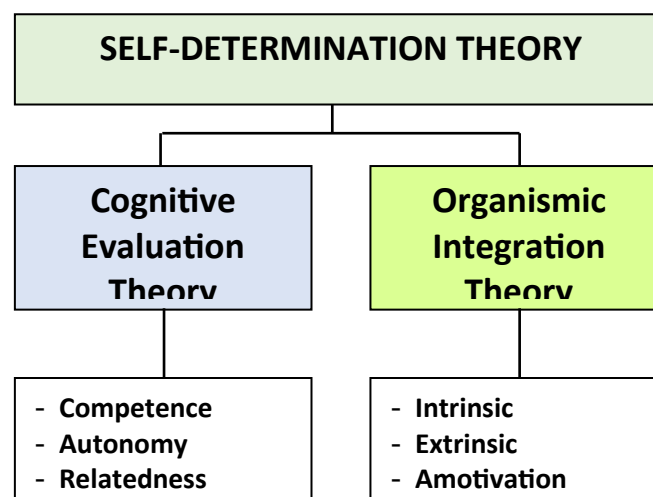 SELF-DETERMINATION THEORY
Cognitive
Evaluation
Theory
Organismic
Integration
Theory
- Competence
- Autonomy
- Relatedness
- Intrinsic
- Extrinsic
- Amotivation